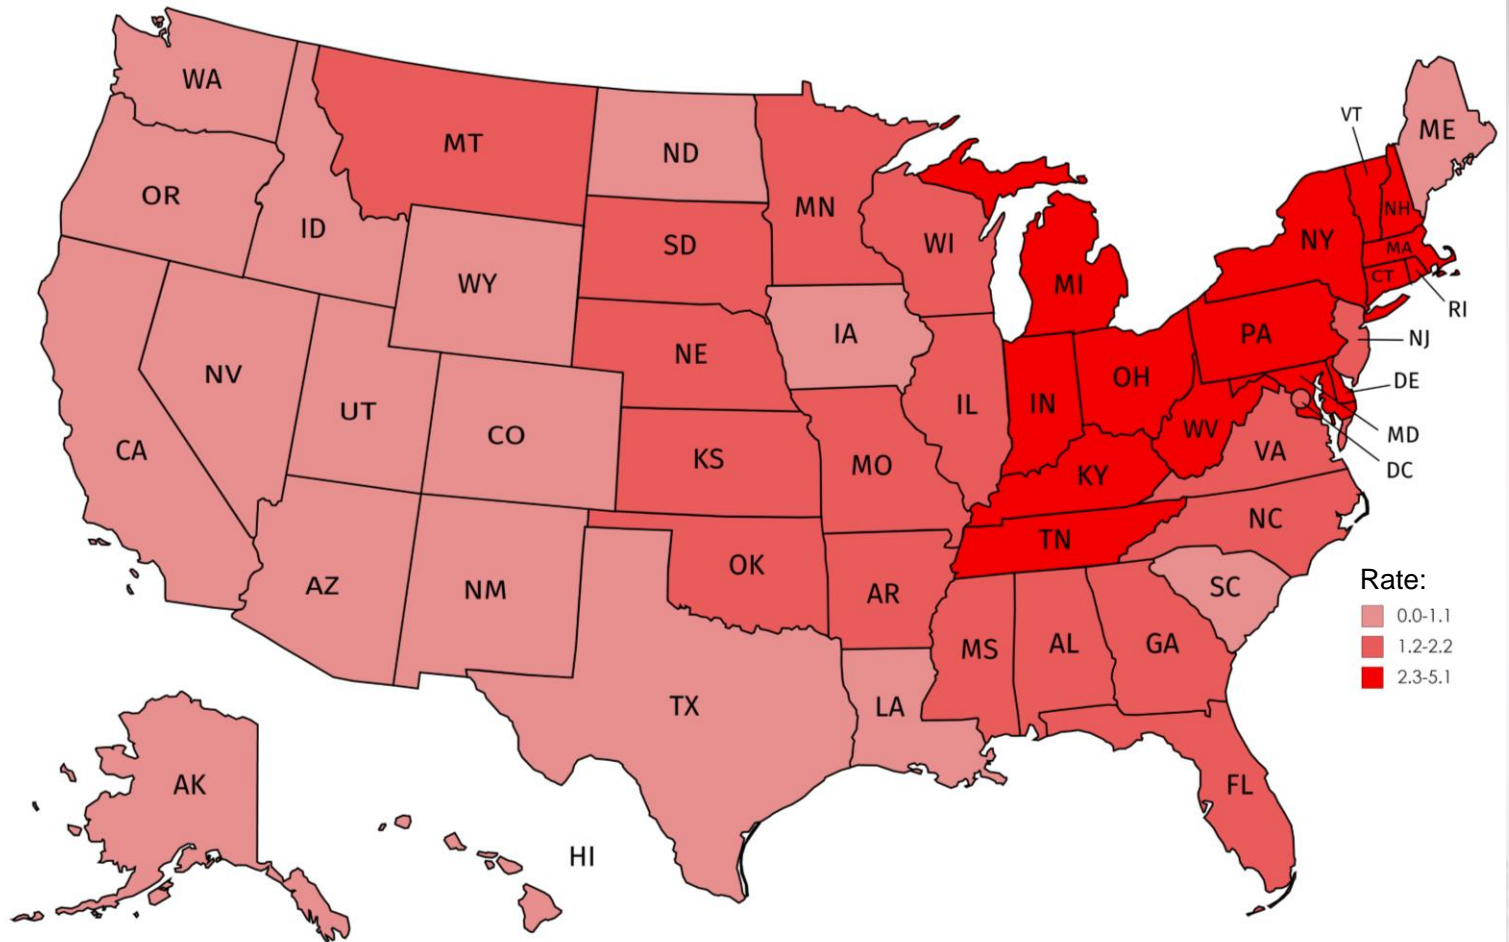 WA
MT
ND
MN
OR
ID
WY
SD
WI
MI
NY
VT
NH
ME
MA
CT
RI
NV
UT
CO
NE
IA
IL
IN
OH
PA
NJ
DE
MD
DC
CA
KS
MO
KY
WV
VA
AZ
NM
OK
AR
TN
NC
SC
TX
LA
MS
AL
GA
FL
AK
HI
Rate:
0.0-1.1
1.2-2.2
2.3-5.1